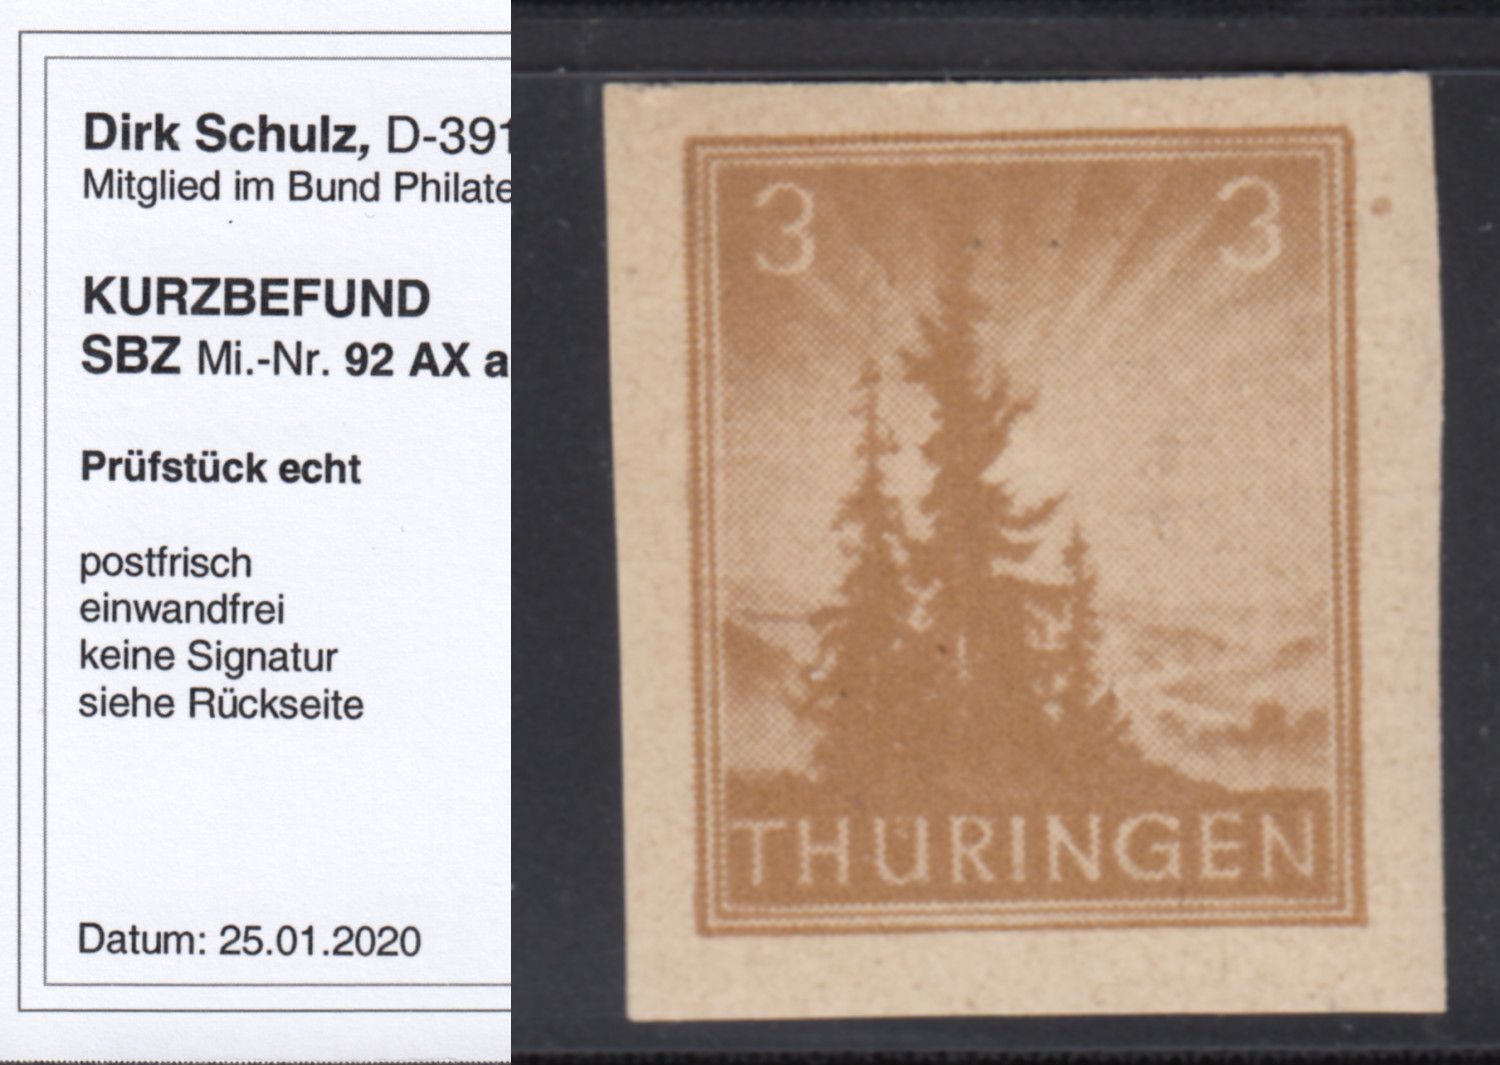 Dirk Schulz, D-391
Mitglied im Bund Philate
KURZBEFUND
SBZ Mi.-Nr. 92 AX a
Prüfstück echt
postfrisch
einwandfrei
keine Signatur
siehe Rückseite
Datum: 25.01.2020
3 3
THÜRINGEN